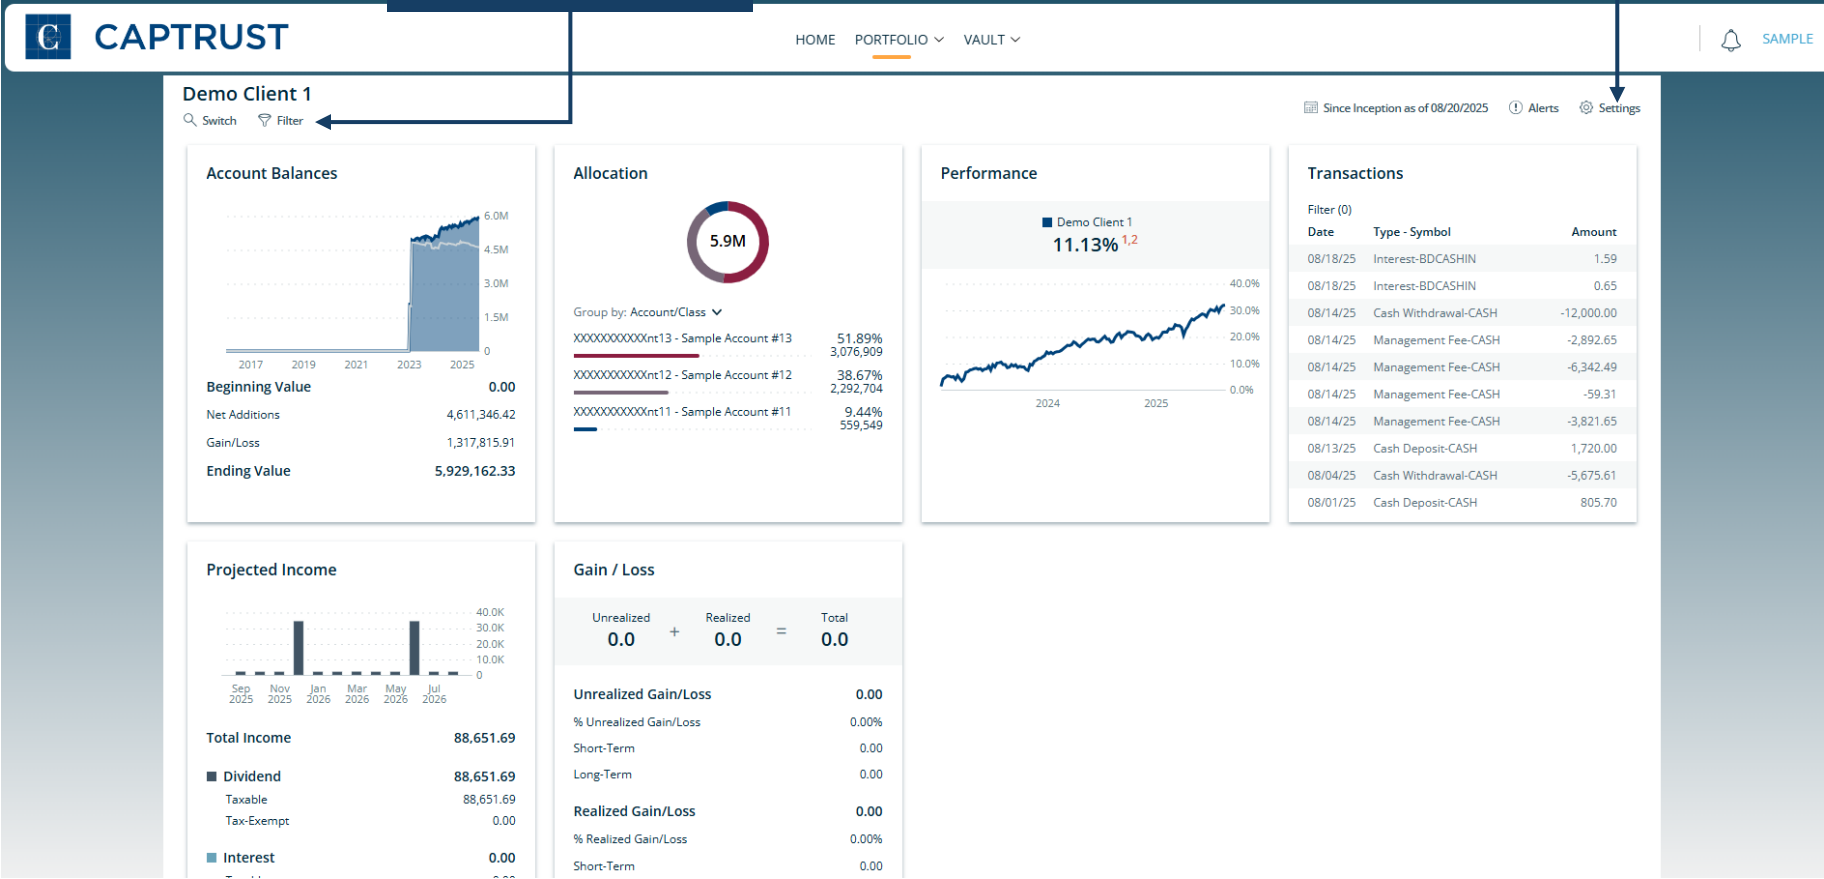 CAPTRUST
HOME PORTFOLIO VAULT
SAMPLE
Demo Client 1
Switch Filter
Since Inception as of 08/20/2025 Alerts Settings
Account Balances
6.0M
4.5M
3.0M
1.5M
0
2017 2019 2021 2023 2025
Beginning Value 0.00
Net Additions 4,611,346.42
Gain/Loss 1,317,815.91
Ending Value 5,929,162.33
Allocation
5.9M
Group by: Account/Class
XXXXXXXXXXXnt13 - Sample Account #13 51.89%
3,076,909
XXXXXXXXXXXnt12 - Sample Account #12 38.67%
2,292,704
XXXXXXXXXXXnt11 - Sample Account #11 9.44%
559,549
Performance
Demo Client 1
11.13% 1,2
40.0%
30.0%
20.0%
10.0%
0.0%
2024 2025
Transactions
Filter (0)
Date Type - Symbol Amount
08/18/25 Interest-BDCASHIN 1.59
08/18/25 Interest-BDCASHIN 0.65
08/14/25 Cash Withdrawal-CASH -12,000.00
08/14/25 Management Fee-CASH -2,892.65
08/14/25 Management Fee-CASH -6,342.49
08/14/25 Management Fee-CASH -59.31
08/14/25 Management Fee-CASH -3,821.65
08/13/25 Cash Deposit-CASH 1,720.00
08/04/25 Cash Withdrawal-CASH -5,675.61
08/01/25 Cash Deposit-CASH 805.70
Projected Income
40.0K
30.0K
20.0K
10.0K
0
Sep Nov Jan Mar May Jul
2025 2025 2026 2026 2026 2026
Total Income 88,651.69
Dividend 88,651.69
Taxable 88,651.69
Tax-Exempt 0.00
Interest 0.00
Gain / Loss
Unrealized Realized Total
0.0 + 0.0 = 0.0
Unrealized Gain/Loss 0.00
% Unrealized Gain/Loss 0.00%
Short-Term 0.00
Long-Term 0.00
Realized Gain/Loss 0.00
% Realized Gain/Loss 0.00%
Short-Term 0.00